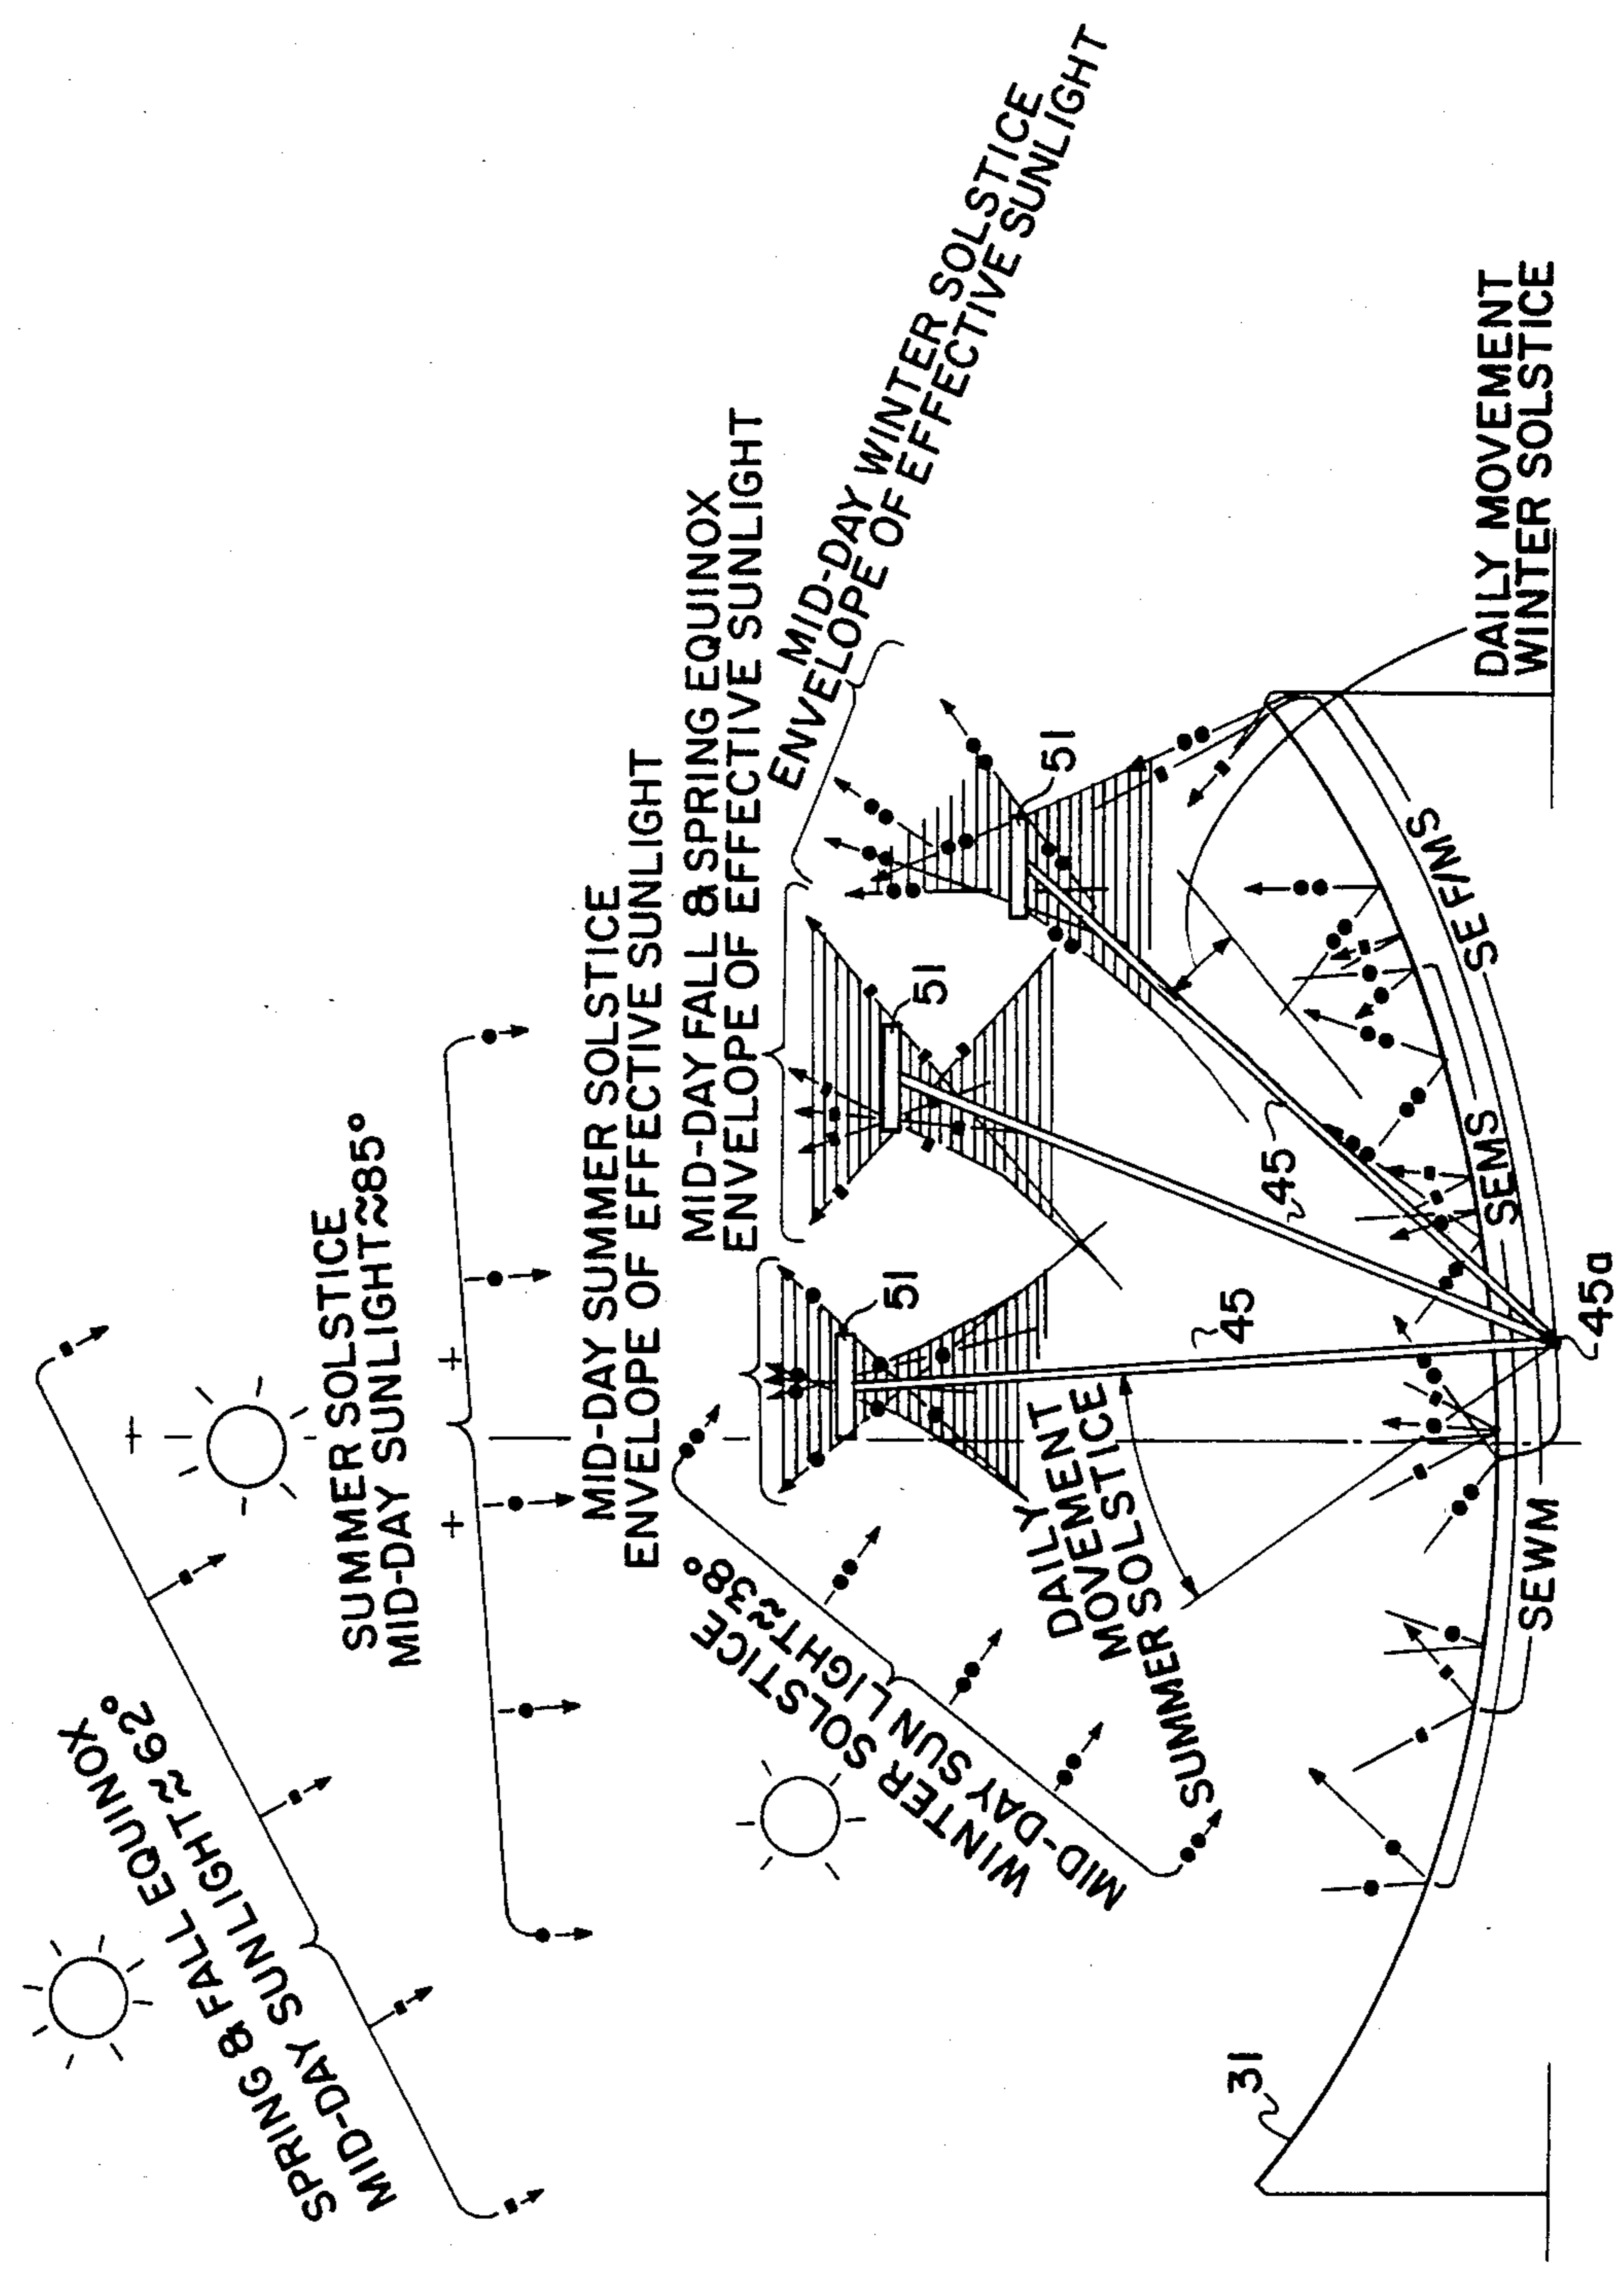 SPRING & FALL EQUINOX
MID-DAY SUNLIGHT≈62°
SUMMER SOLSTICE
MID-DAY SUNLIGHT≈85°
MID-DAY SUMMER SOLSTICE
ENVELOPE OF EFFECTIVE SUNLIGHT
MID-DAY FALL & SPRING EQUINOX
ENVELOPE OF EFFECTIVE SUNLIGHT
MID-DAY WINTER SOLSTICE
ENVELOPE OF EFFECTIVE SUNLIGHT
WINTER SOLSTICE
MID-DAY SUN LIGHT≈38°
51
51
51
DAILY
MOVEMENT
SUMMER SOLSTICE
45
45
31
SEWM
SEMS
SE F/MS
45a
DAILY MOVEMENT
WINTER SOLSTICE